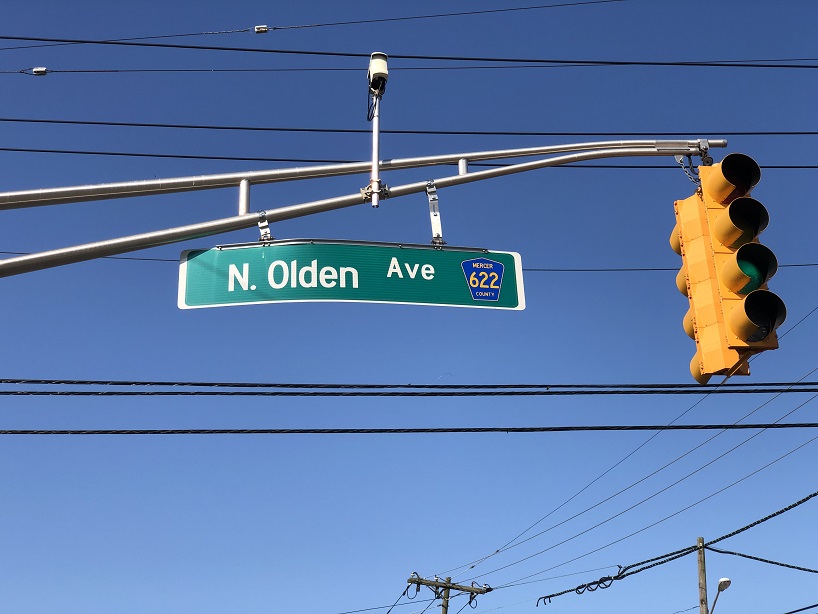 N. Olden Ave
MERCER
622
COUNTY